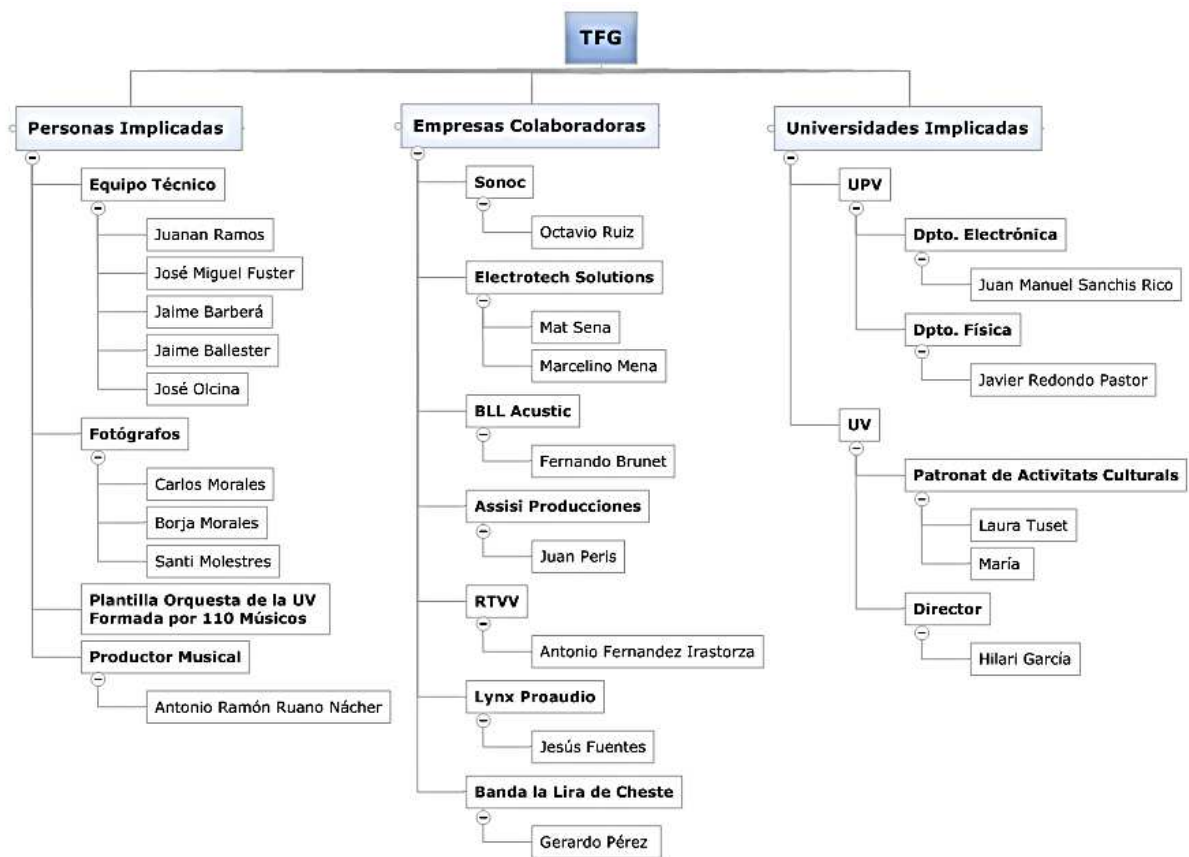 TFG
Personas Implicadas
Equipo Técnico
Juanan Ramos
José Miguel Fuster
Jaime Barberá
Jaime Ballester
José Olcina
Fotógrafos
Carlos Morales
Borja Morales
Santi Molestres
Plantilla Orquesta de la UV
Formada por 110 Músicos
Productor Musical
Antonio Ramón Ruano Nácher
Empresas Colaboradoras
Sonoc
Octavio Ruiz
Electrotech Solutions
Mat Sena
Marcelino Mena
BLL Acustic
Fernando Brunet
Assisi Producciones
Juan Peris
RTVV
Antonio Fernandez Irastorza
Lynx Proaudio
Jesús Fuentes
Banda la Lira de Cheste
Gerardo Pérez
Universidades Implicadas
UPV
Dpto. Electrónica
Juan Manuel Sanchis Rico
Dpto. Física
Javier Redondo Pastor
UV
Patronat de Activitats Culturals
Laura Tuset
María
Director
Hilari García